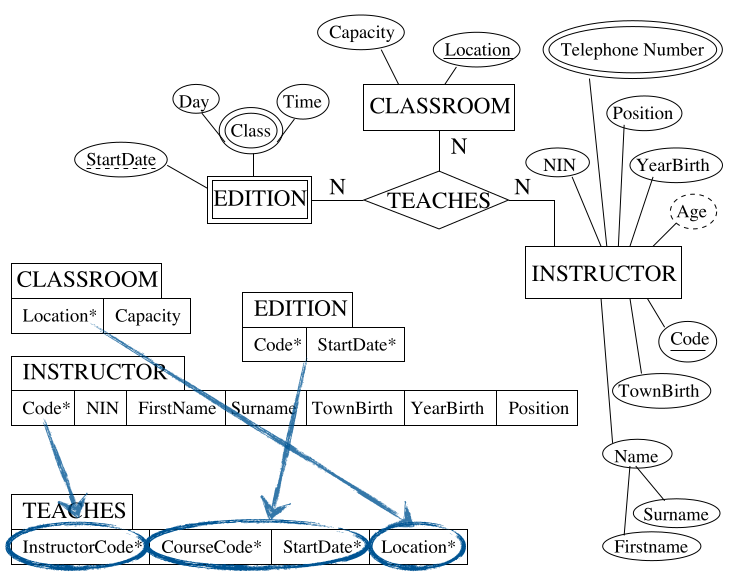 Capacity
Location
Telephone Number
CLASSROOM
Day
Time
Class
Position
N
StartDate
NIN
YearBirth
EDITION
N
TEACHES
N
Age
INSTRUCTOR
CLASSROOM
Location* Capacity
EDITION
Code* StartDate*
Code
INSTRUCTOR
Code* NIN FirstName Surname TownBirth YearBirth Position
TownBirth
Name
TEACHES
Surname
InstructorCode* CourseCode* StartDate* Location*
Firstname